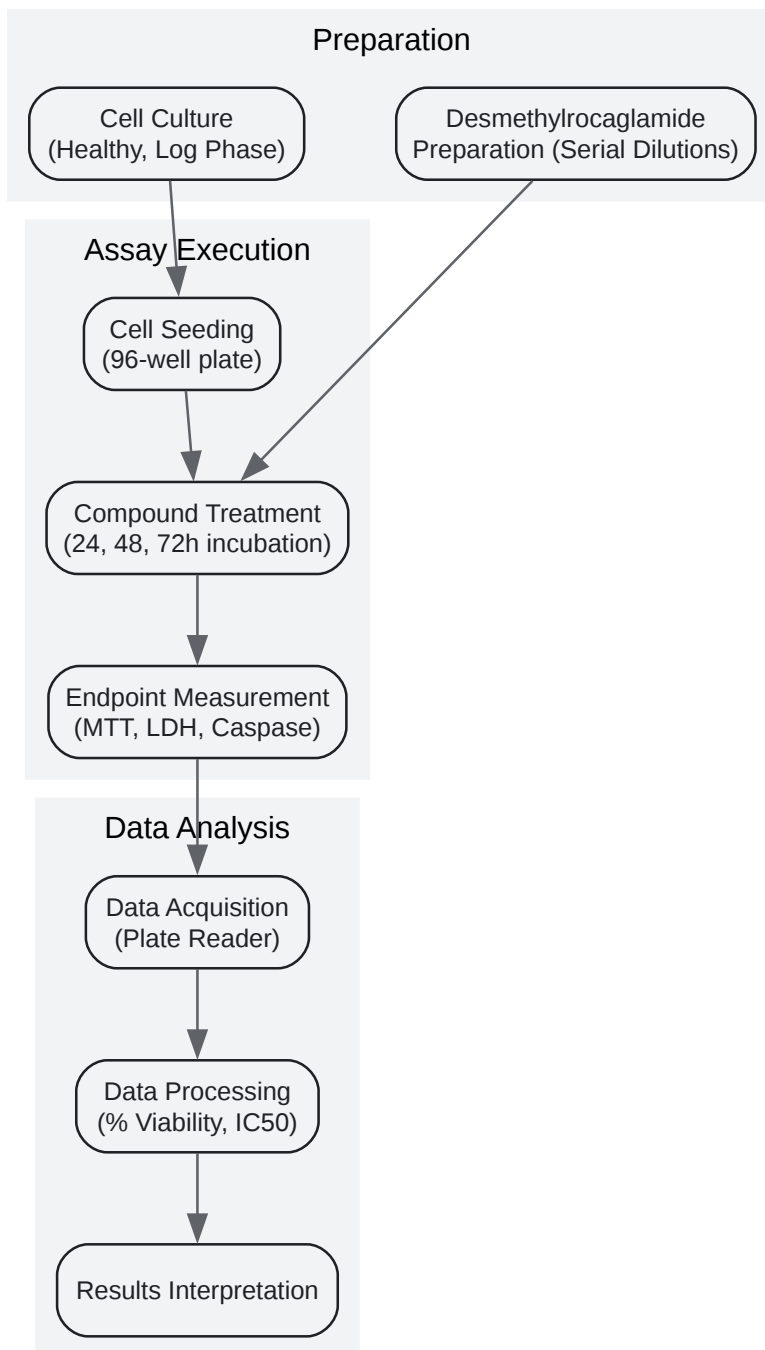 Preparation
Cell Culture
(Healthy, Log Phase)
Desmethylrocaglamide
Preparation (Serial Dilutions)
Assay Execution
Cell Seeding
(96-well plate)
Compound Treatment
(24, 48, 72h incubation)
Endpoint Measurement
(MTT, LDH, Caspase)
Data Analysis
Data Acquisition
(Plate Reader)
Data Processing
(% Viability, IC50)
Results Interpretation